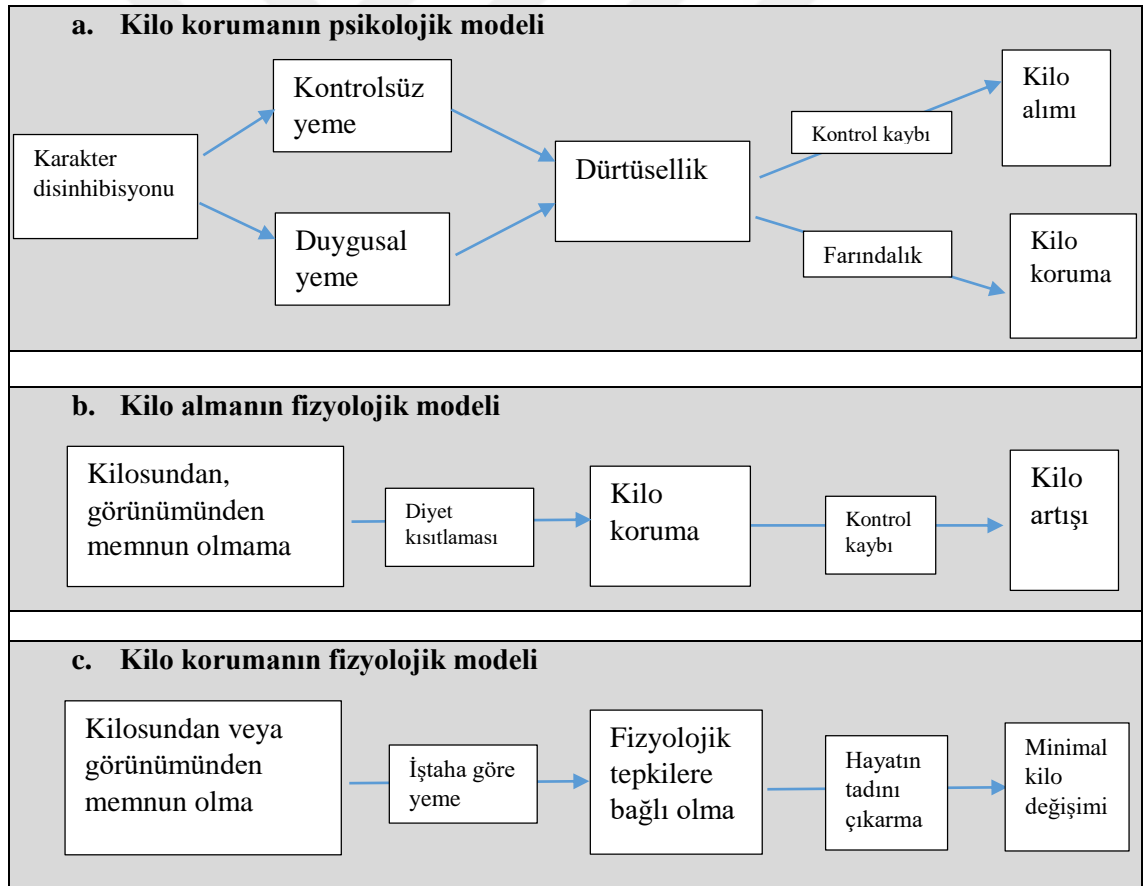 a. Kilo korumanın psikolojik modeli
Karakter
disinhibisyonu
Kontrolsüz
yeme
Duygusal
yeme
Dürtüsellik
Kontrol kaybı
Farındalık
Kilo
alımı
Kilo
koruma
b. Kilo almanın fizyolojik modeli
Kilosundan,
görünümünden
memnun olmama
Diyet
kısıtlaması
Kilo
koruma
Kontrol
kaybı
Kilo
artışı
c. Kilo korumanın fizyolojik modeli
Kilosundan veya
görünümünden
memnun olma
İştaha göre
yeme
Fizyolojik
tepkilere
bağlı olma
Hayatın
tadını
çıkarma
Minimal
kilo
değişimi